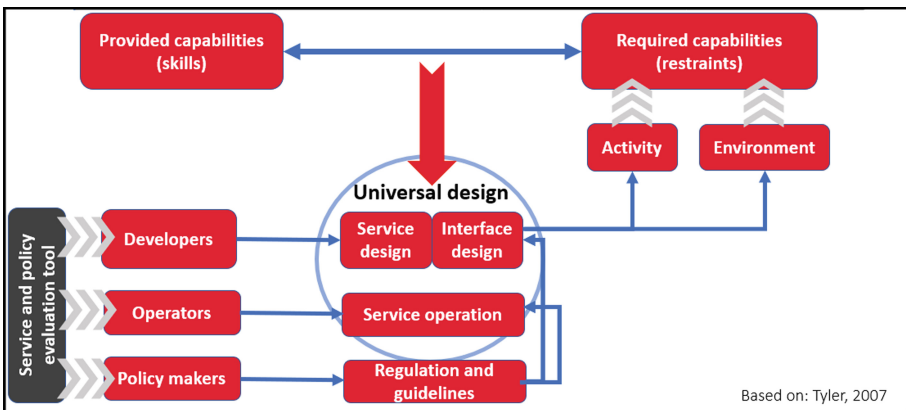 Provided capabilities
(skills)
Required capabilities
(restraints)
Activity
Environment
Universal design
Service and policy
evaluation tool
Developers
Service
design
Interface
design
Operators
Service operation
Policy makers
Regulation and
guidelines
Based on: Tyler, 2007